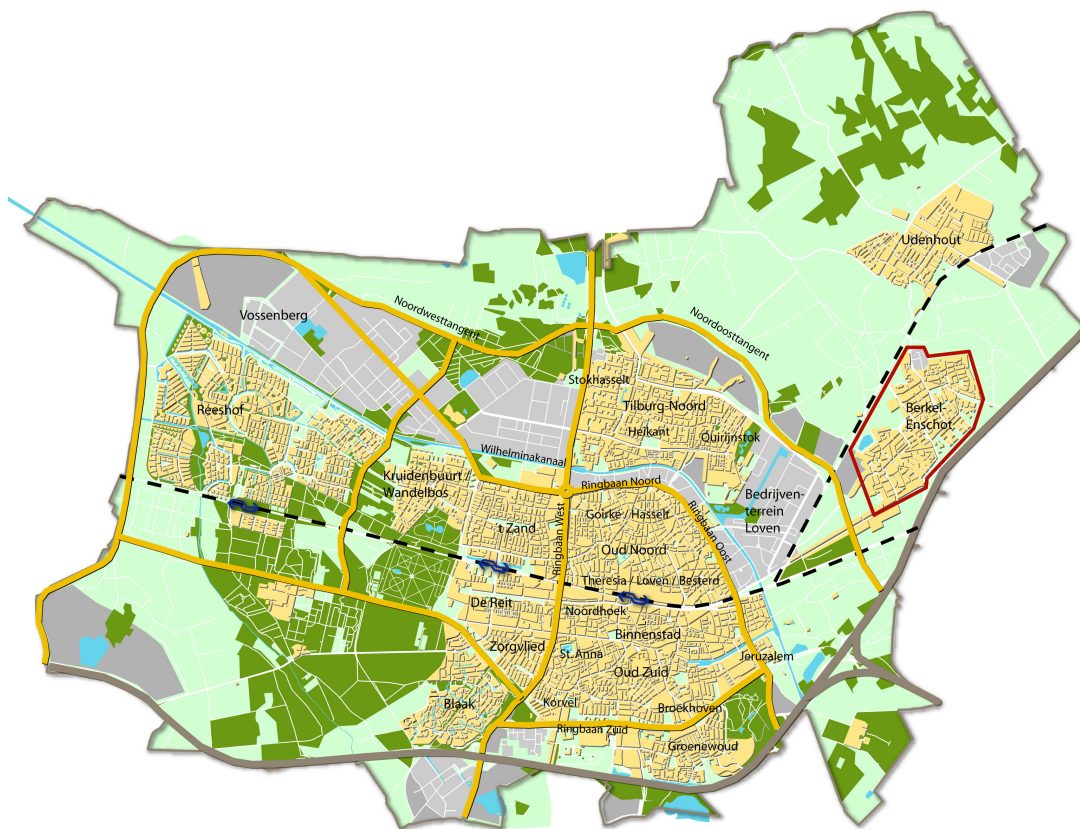 Udenhout
Noordwesttangent
Noordoosttangent
Vossenberg
Stokhasselt
Tilburg-Noord
Reeshof
Berkel-
Enschot
Heikant
Quirijnstok
Wilhelminakanaal
Kruidenbuurt
Wandelbos
Ringbaan Noord
Bedrijven-
terrein
Loven
Goirke / Hasselt
't Zand
Ringbaan West
Ringbaan Oost
Oud Noord
Theresia / Loven / Besterd
De Reit
Noordhoek
Binnenstad
Zorgvlied
St. Anna
Jeruzalem
Oud Zuid
Blaak
Korvel
Broekhoven
Ringbaan Zuid
Groenewoud